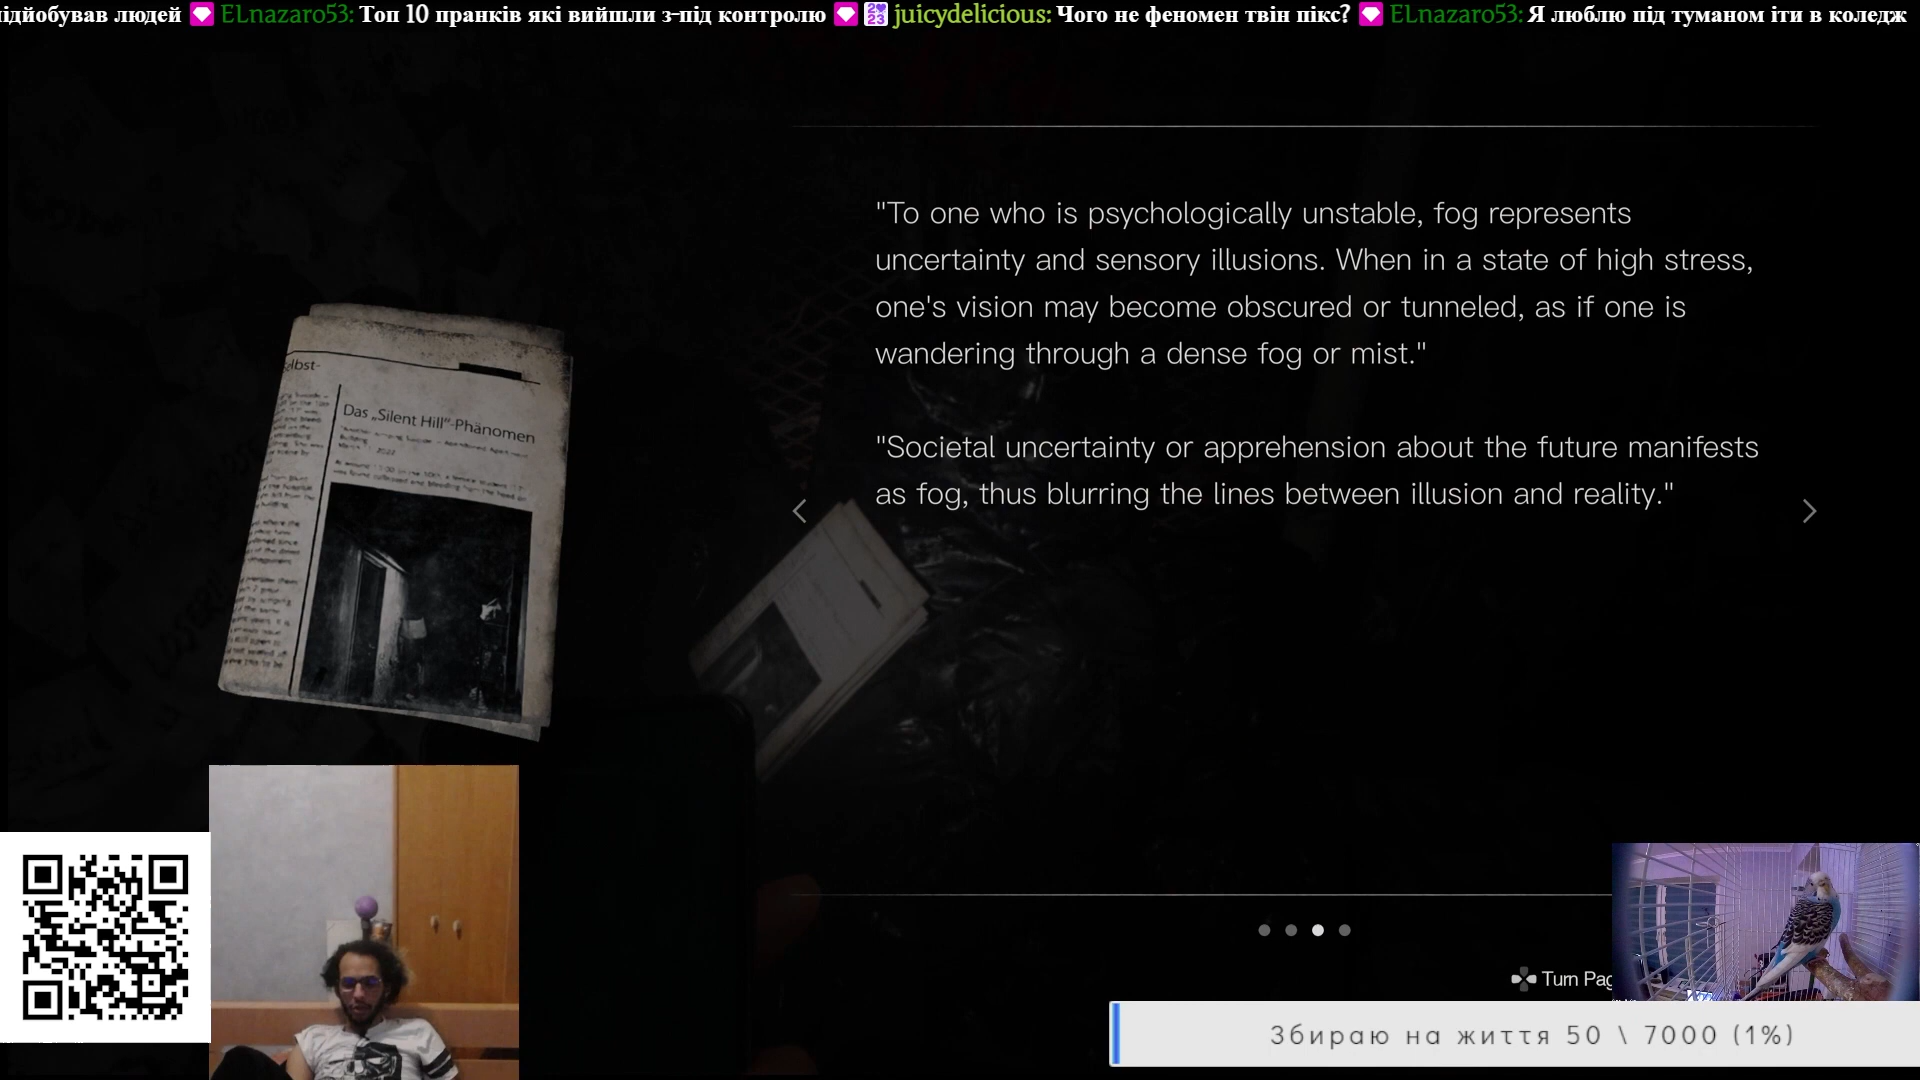 ідйобував людей ELnazaro53: Топ 10 пранків які вийшли з-під контролю juicydelicious: Чого не феномен твін пікс? ELnazaro53: Я люблю під туманом іти в коледж
"To one who is psychologically unstable, fog represents
uncertainty and sensory illusions. When in a state of high stress,
one's vision may become obscured or tunneled, as if one is
wandering through a dense fog or mist."
"Societal uncertainty or apprehension about the future manifests
as fog, thus blurring the lines between illusion and reality."
elbst-
Das „Silent Hill"-Phänomen
2022
Turn Pag
Збираю на життя 50 \ 7000 (1%)